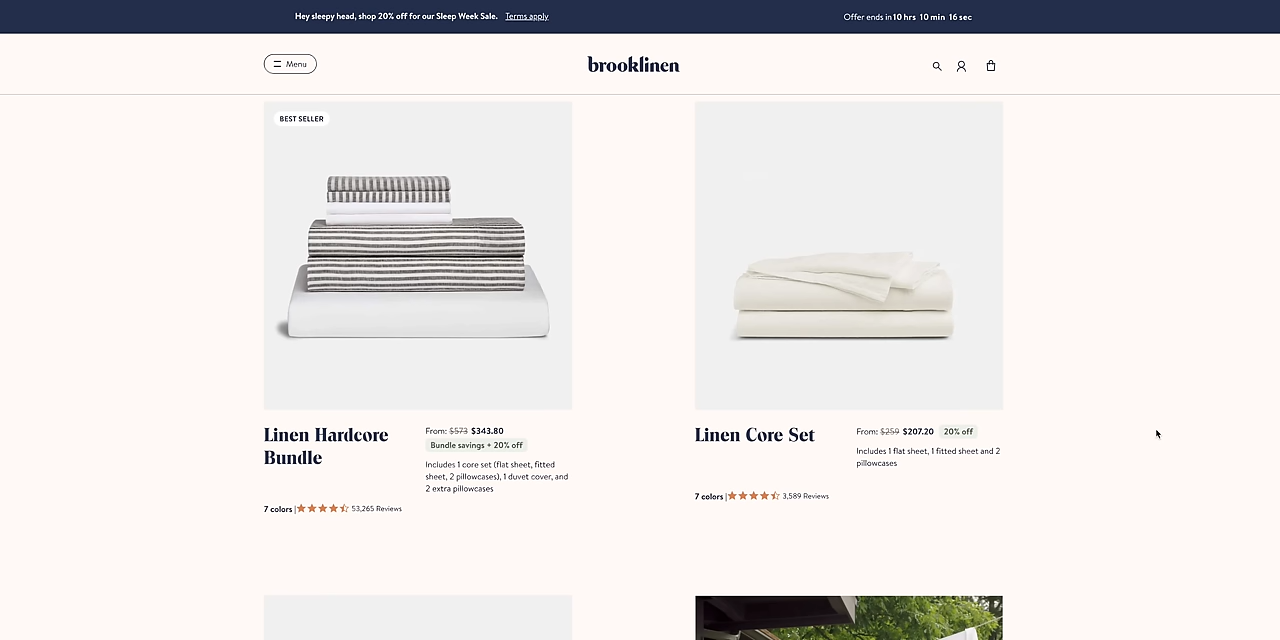 Hey sleepy head, shop 20% off for our Sleep Week Sale. Terms apply
Offer ends in 10 hrs 10 min 16 sec
Menu
brooklinen
BEST SELLER
Linen Hardcore
Bundle
From: $573 $343.80
Bundle savings + 20% off
Includes 1 core set (flat sheet, fitted
sheet, 2 pillowcases), 1 duvet cover, and
2 extra pillowcases
7 colors | 53,265 Reviews
Linen Core Set
From: $259 $207.20 20% off
Includes 1 flat sheet, 1 fitted sheet and 2
pillowcases
7 colors | 3,589 Reviews